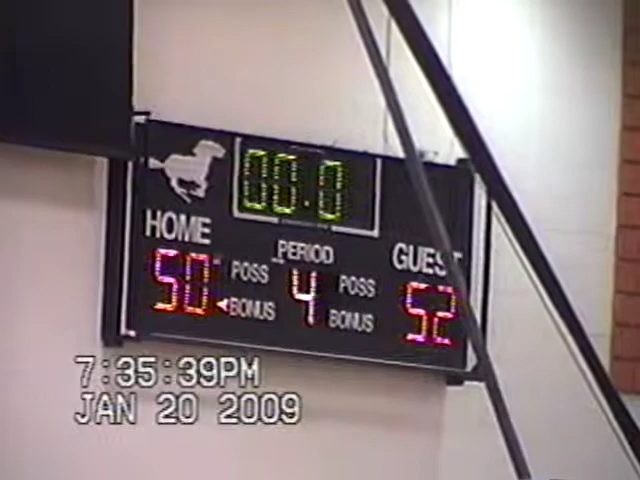 00.0
HOME
PERIOD
GUEST
50
POSS
4
POSS
52
BONUS
BONUS
7:35:39PM
JAN 20 2009